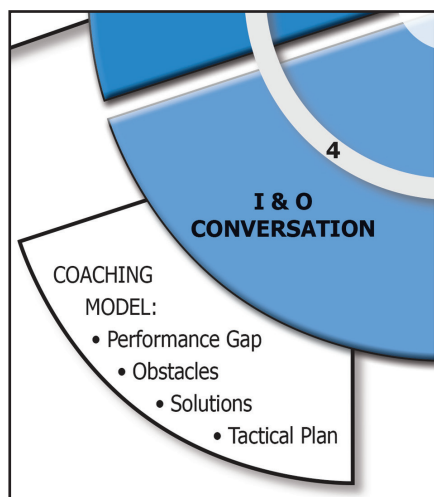 4
I & O
CONVERSATION
COACHING
MODEL:
• Performance Gap
• Obstacles
• Solutions
• Tactical Plan